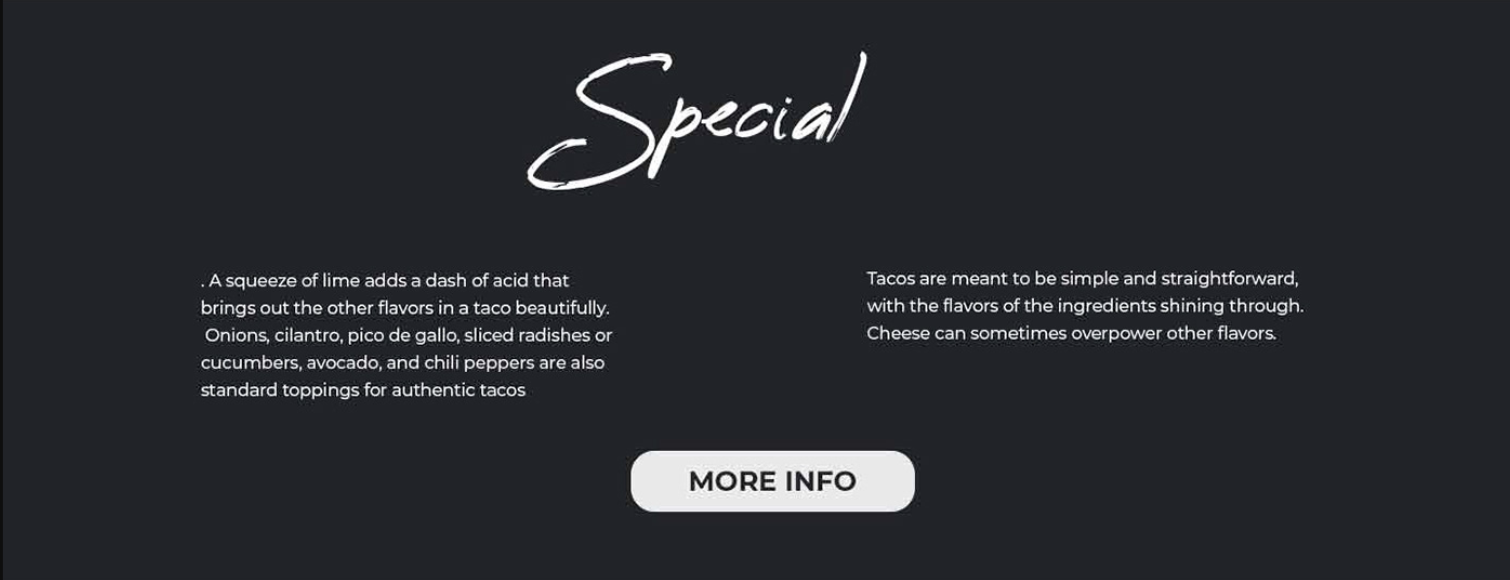 Special
. A squeeze of lime adds a dash of acid that
brings out the other flavors in a taco beautifully.
Onions, cilantro, pico de gallo, sliced radishes or
cucumbers, avocado, and chili peppers are also
standard toppings for authentic tacos
Tacos are meant to be simple and straightforward,
with the flavors of the ingredients shining through.
Cheese can sometimes overpower other flavors.
MORE INFO